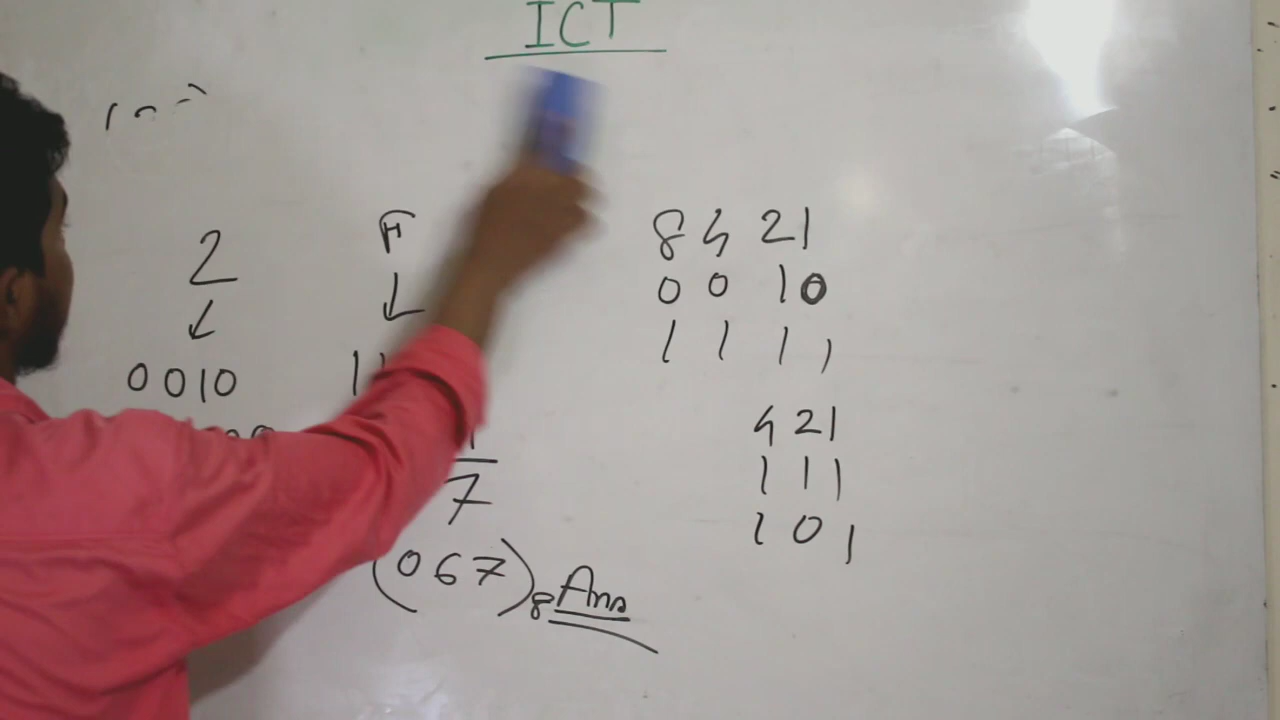 ICT
2 F
↓ ↓
0010
7
(067)8 Ans
8 4 2 1
0 0 1 0
1 1 1 1
4 2 1
1 1 1
1 0 1